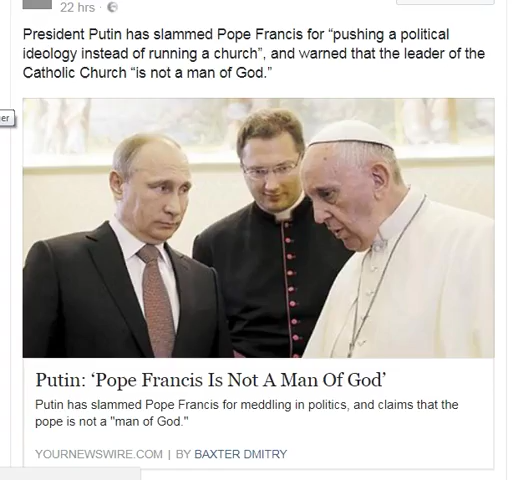 22 hrs ·
President Putin has slammed Pope Francis for “pushing a political
ideology instead of running a church”, and warned that the leader of the
Catholic Church “is not a man of God.”
er
Putin: ‘Pope Francis Is Not A Man Of God’
Putin has slammed Pope Francis for meddling in politics, and claims that the
pope is not a "man of God."
YOURNEWSWIRE.COM | BY BAXTER DMITRY